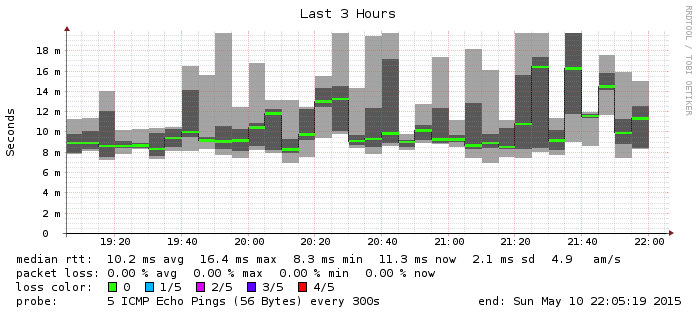 Last 3 Hours
RRDTOOL / TOBI OETIKER
Seconds
18 m
16 m
14 m
12 m
10 m
8 m
6 m
4 m
2 m
0
19:20 19:40 20:00 20:20 20:40 21:00 21:20 21:40 22:00
median rtt: 10.2 ms avg 16.4 ms max 8.3 ms min 11.3 ms now 2.1 ms sd 4.9 am/s
packet loss: 0.00 % avg 0.00 % max 0.00 % min 0.00 % now
loss color: 0 1/5 2/5 3/5 4/5
probe: 5 ICMP Echo Pings (56 Bytes) every 300s end: Sun May 10 22:05:19 2015